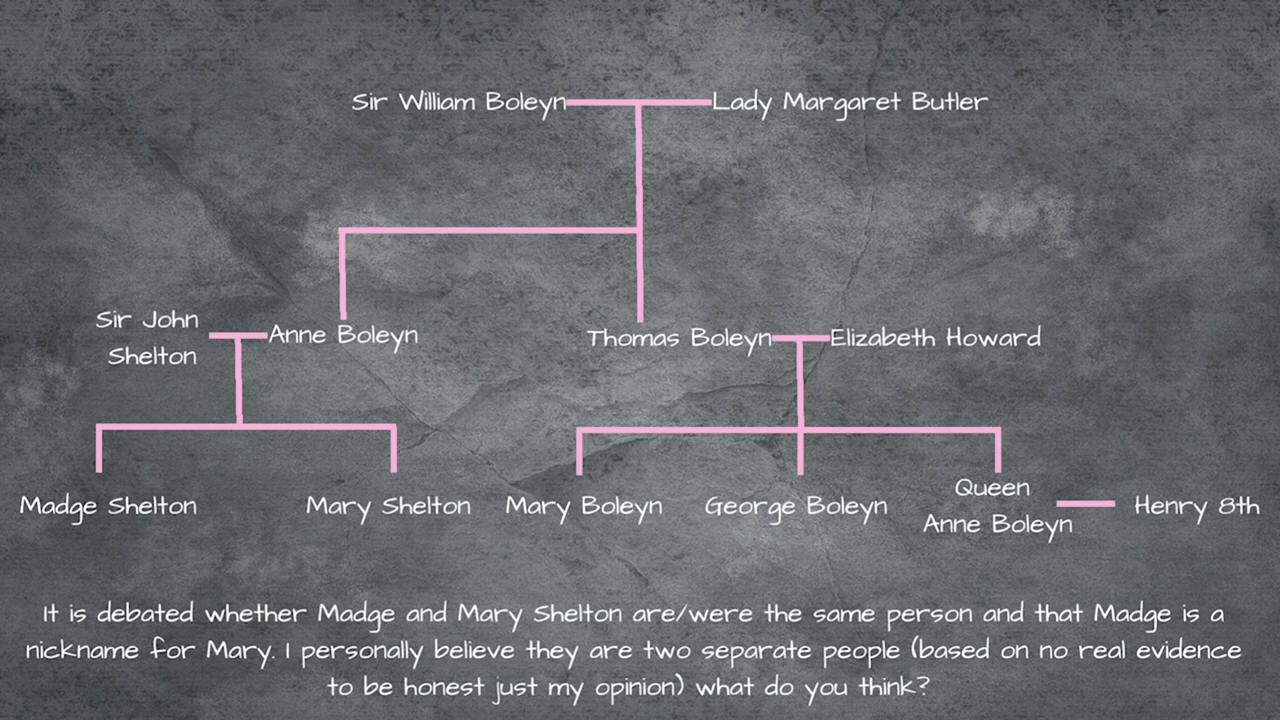 Sir William Boleyn Lady Margaret Butler
Sir John
Shelton
Anne Boleyn
Thomas Boleyn Elizabeth Howard
Madge Shelton
Mary Shelton
Mary Boleyn
George Boleyn
Queen
Anne Boleyn
Henry 8th
It is debated whether Madge and Mary Shelton are/were the same person and that Madge is a
nickname for Mary. I personally believe they are two separate people (based on no real evidence
to be honest just my opinion) what do you think?